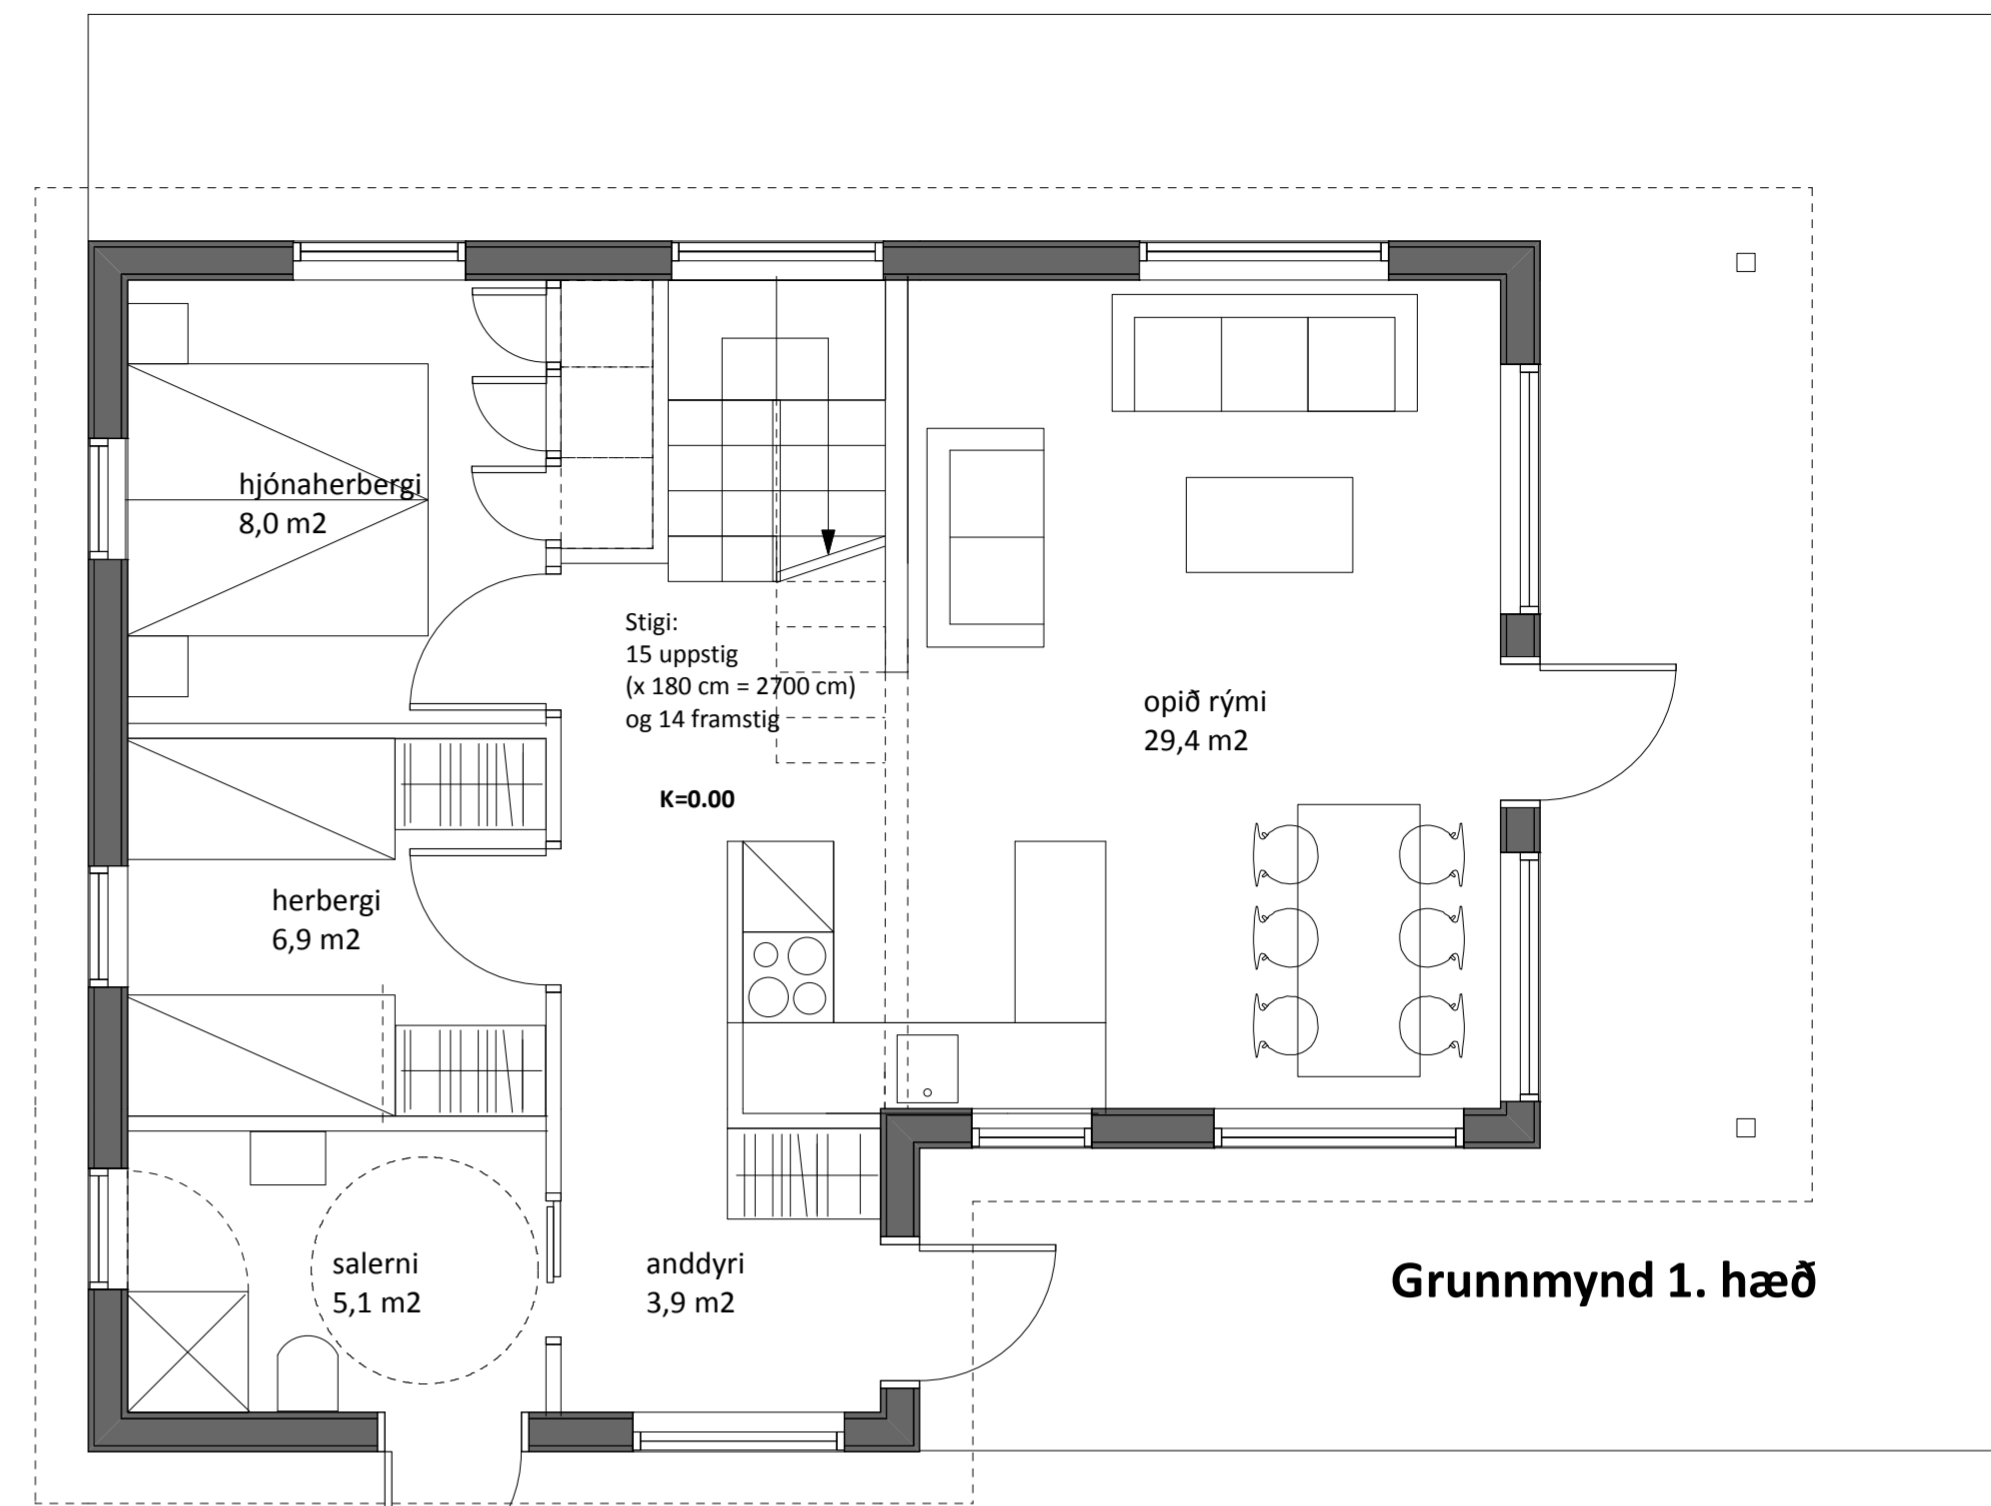 hjónaherbergi
8,0 m2
Stigi:
15 uppstig
(x 180 cm = 2700 cm)
og 14 framstig
opið rými
29,4 m2
K=0.00
herbergi
6,9 m2
salerni
5,1 m2
anddyri
3,9 m2
Grunnmynd 1. hæð